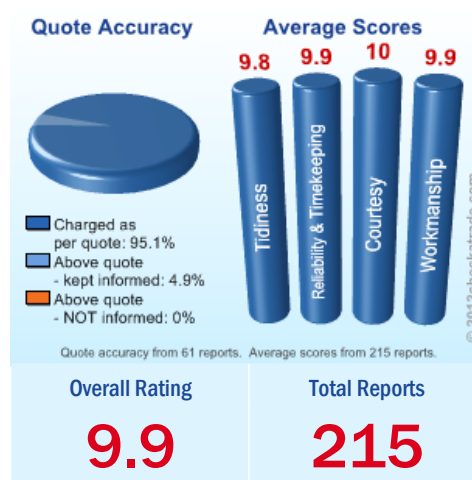 Quote Accuracy
Average Scores
9.8
9.9
10
9.9
Tidiness
Reliability & Timekeeping
Courtesy
Workmanship
Charged as
per quote: 95.1%
Above quote
- kept informed: 4.9%
Above quote
- NOT informed: 0%
Quote accuracy from 61 reports. Average scores from 215 reports.
Overall Rating
9.9
Total Reports
215